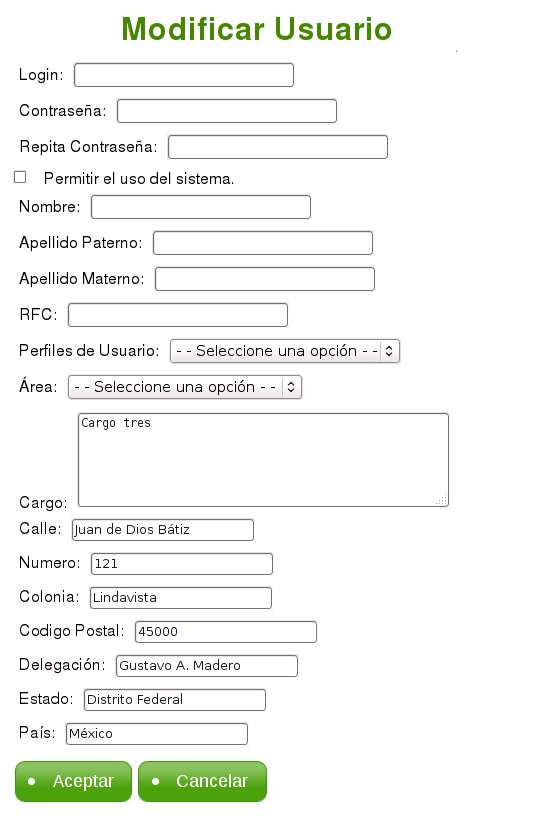 Modificar Usuario
Login:
Contraseña:
Repita Contraseña:
Permitir el uso del sistema.
Nombre:
Apellido Paterno:
Apellido Materno:
RFC:
Perfiles de Usuario: - - Seleccione una opción - -
Área: - - Seleccione una opción - -
Cargo tres
Cargo:
Calle: Juan de Dios Bátiz
Numero: 121
Colonia: Lindavista
Codigo Postal: 45000
Delegación: Gustavo A. Madero
Estado: Distrito Federal
País: México
Aceptar Cancelar